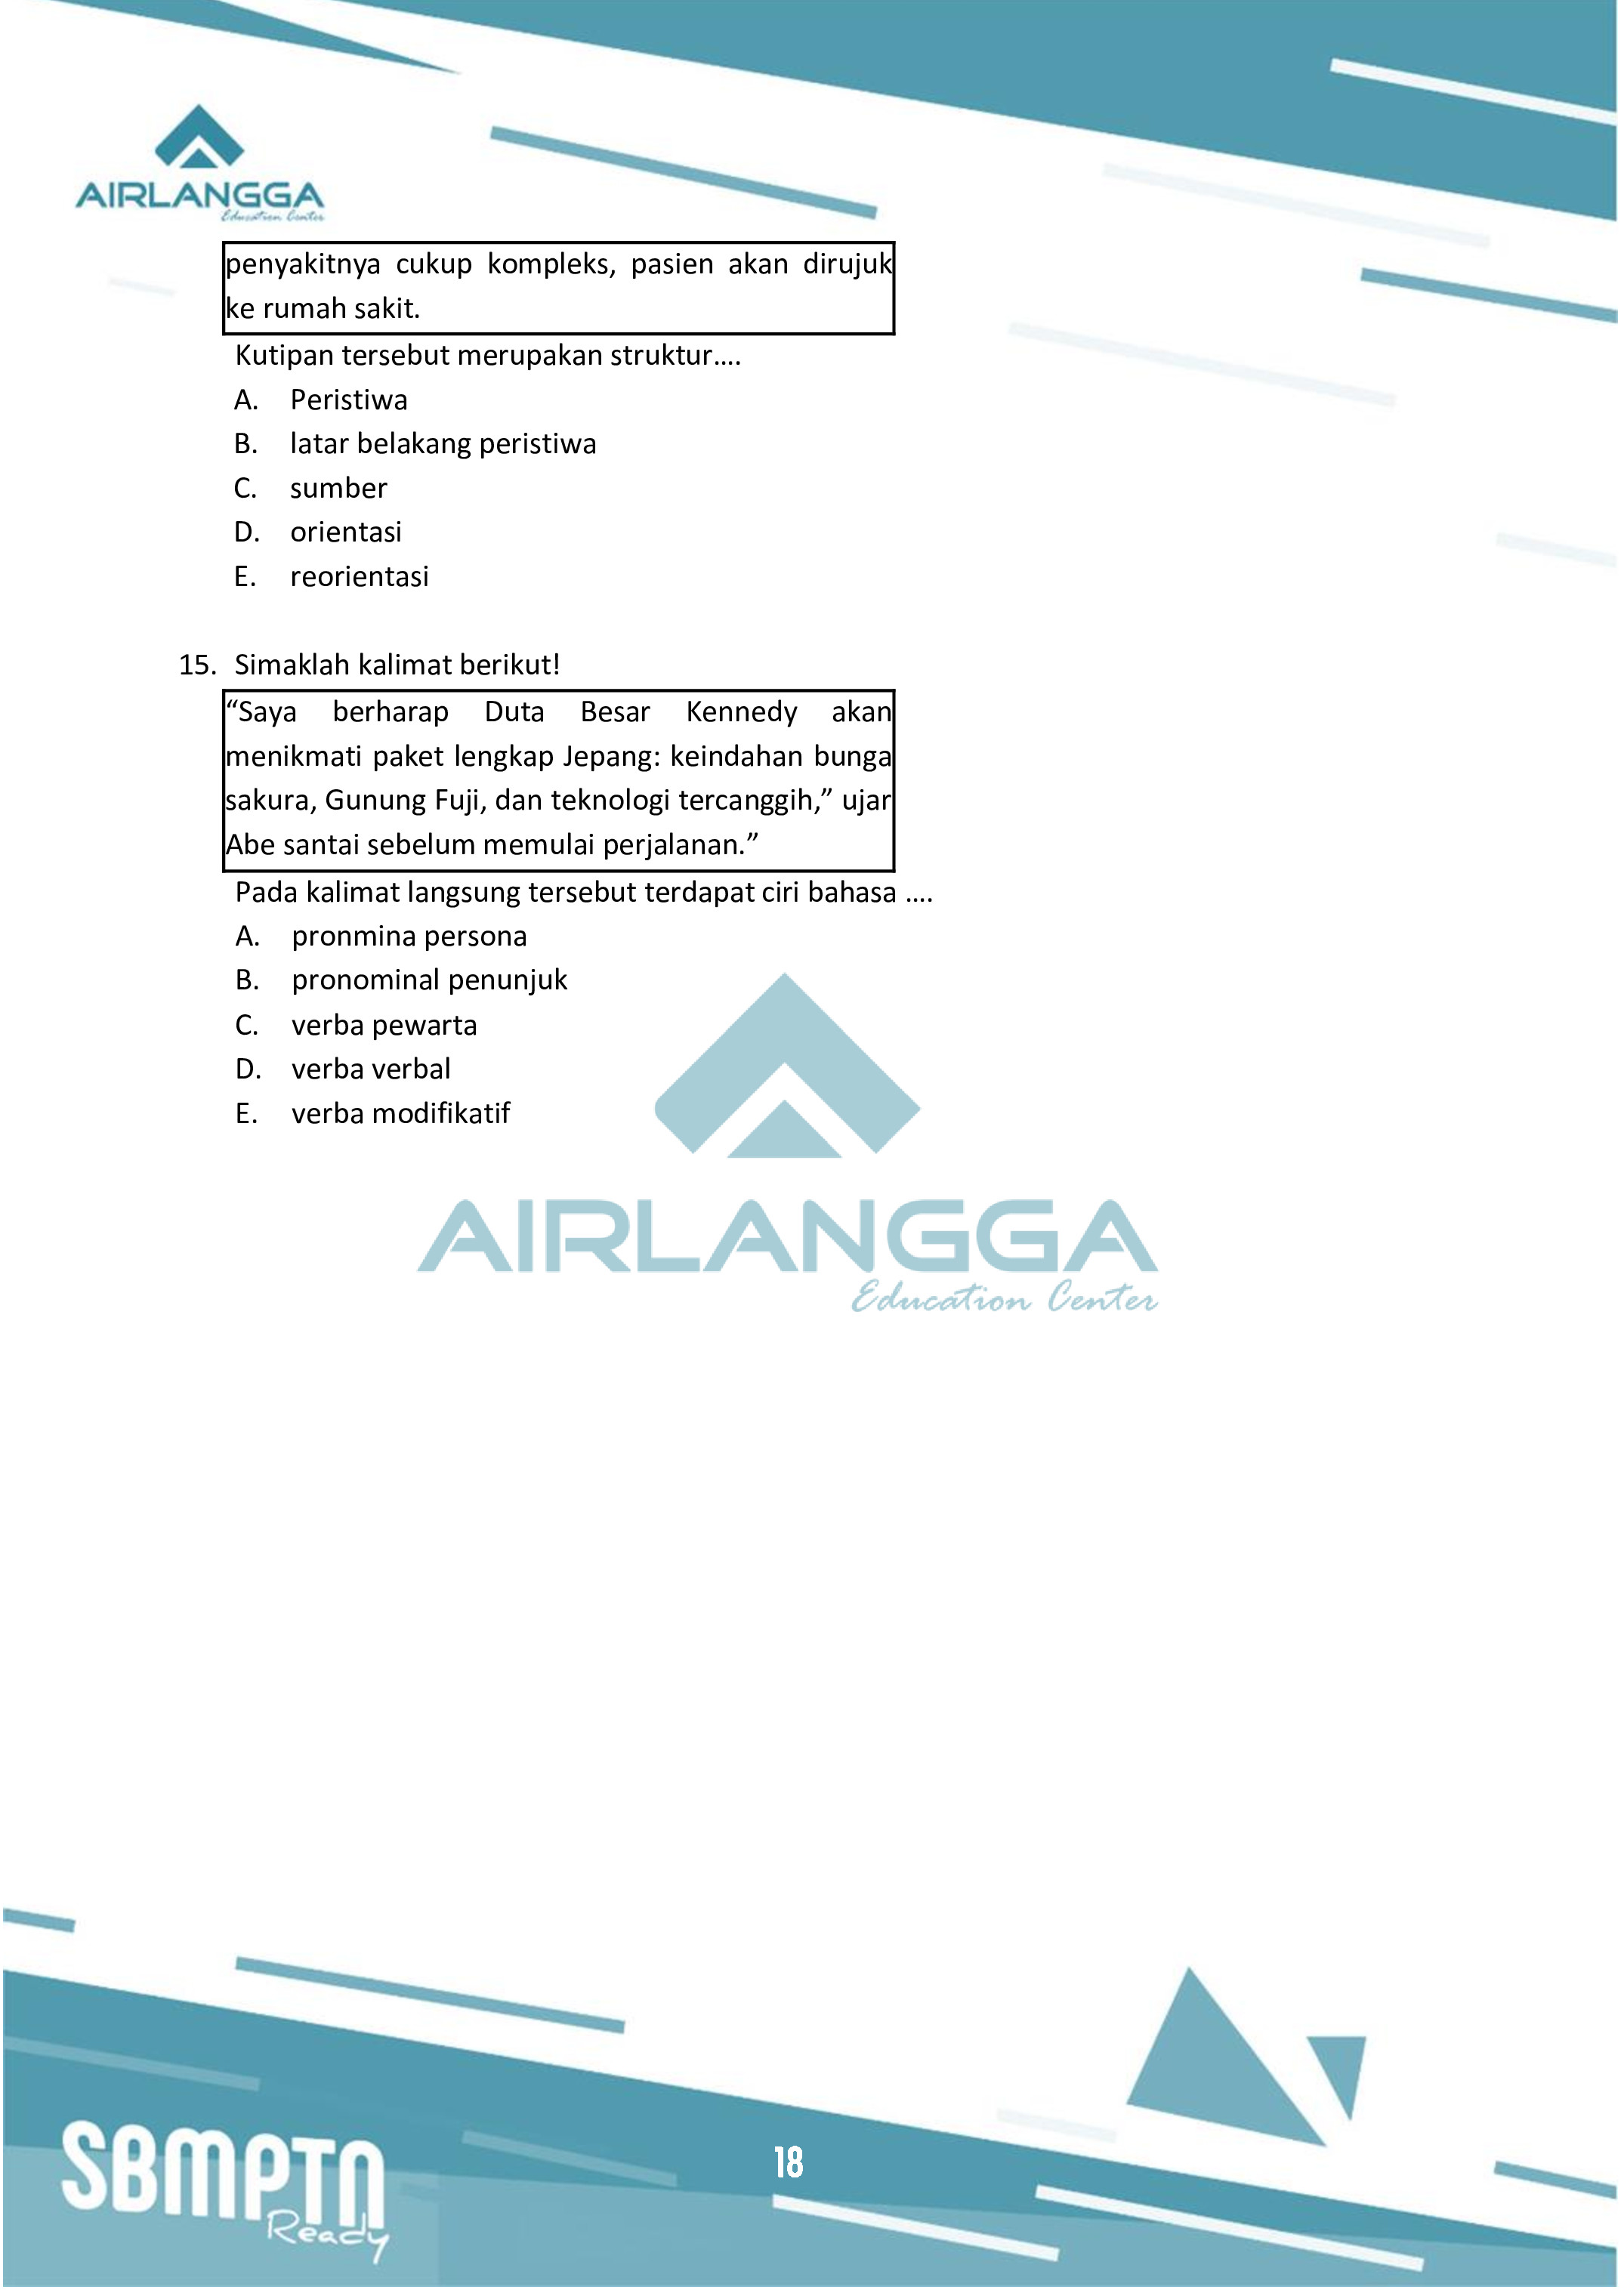 AIRLANGGA
Education Center
penyakitnya cukup kompleks, pasien akan dirujuk
ke rumah sakit.
Kutipan tersebut merupakan struktur....
A. Peristiwa
B. latar belakang peristiwa
C. sumber
D. orientasi
E. reorientasi
15. Simaklah kalimat berikut!
“Saya berharap Duta Besar Kennedy akan
menikmati paket lengkap Jepang: keindahan bunga
sakura, Gunung Fuji, dan teknologi tercanggih,” ujar
Abe santai sebelum memulai perjalanan.”
Pada kalimat langsung tersebut terdapat ciri bahasa ....
A. pronmina persona
B. pronominal penunjuk
C. verba pewarta
D. verba verbal
E. verba modifikatif
AIRLANGGA
Education Center
SBMPTN
Ready
18